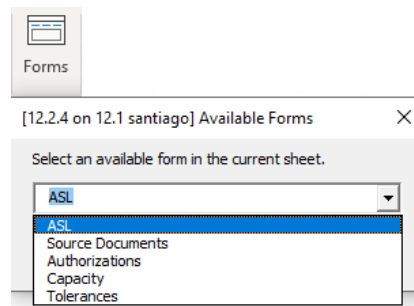 Forms
[12.2.4 on 12.1 santiago] Available Forms
Select an available form in the current sheet.
ASL
ASL
Source Documents
Authorizations
Capacity
Tolerances